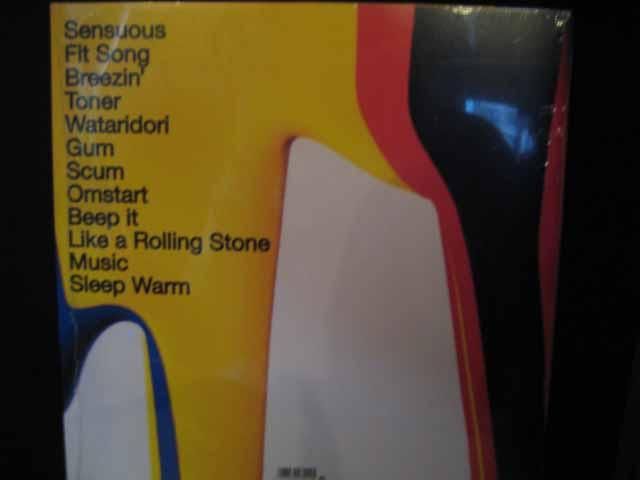 Sensuous
Fit Song
Breezin'
Toner
Wataridori
Gum
Scum
Omstart
Beep it
Like a Rolling Stone
Music
Sleep Warm